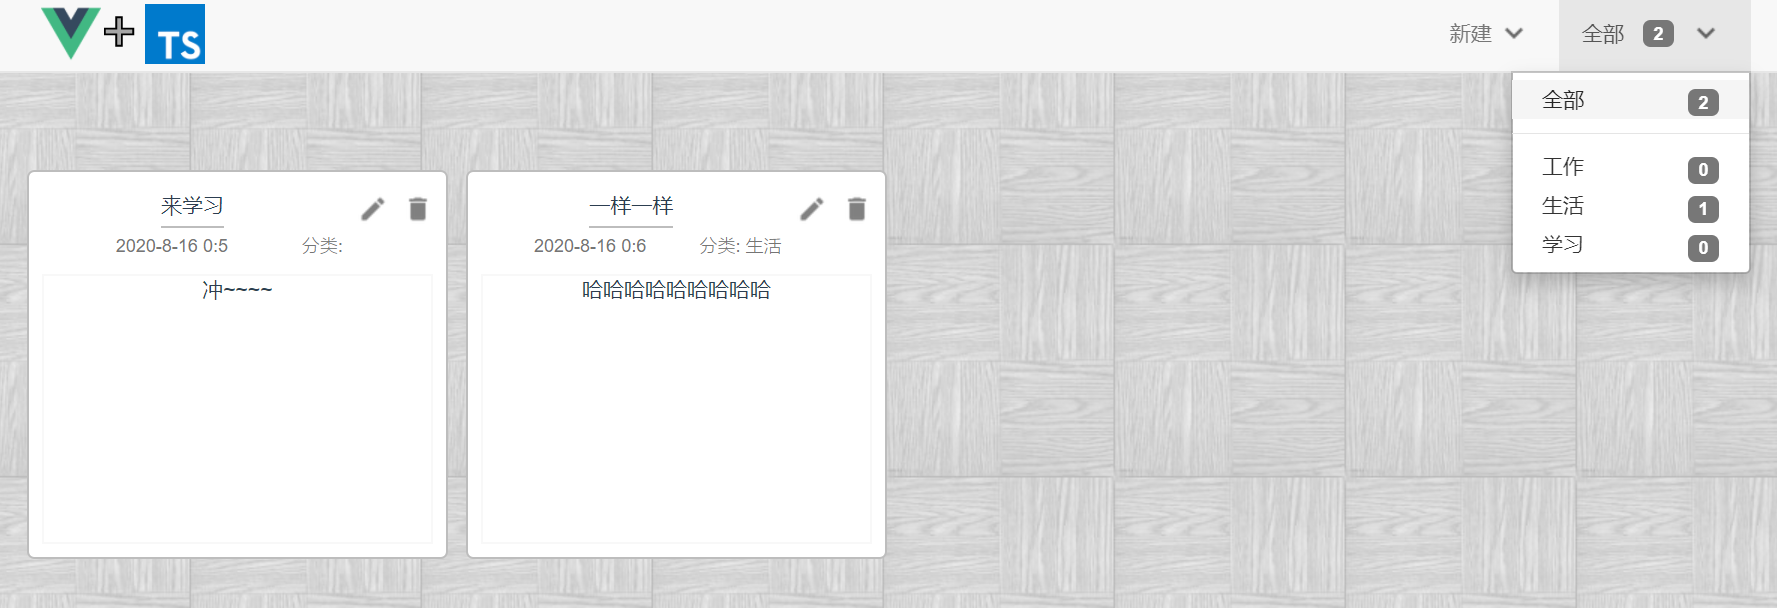 TS
新建
全部 2
全部 2
工作 0
生活 1
学习 0
来学习
2020-8-16 0:5 分类:
冲~~~~
一样一样
2020-8-16 0:6 分类: 生活
哈哈哈哈哈哈哈哈哈